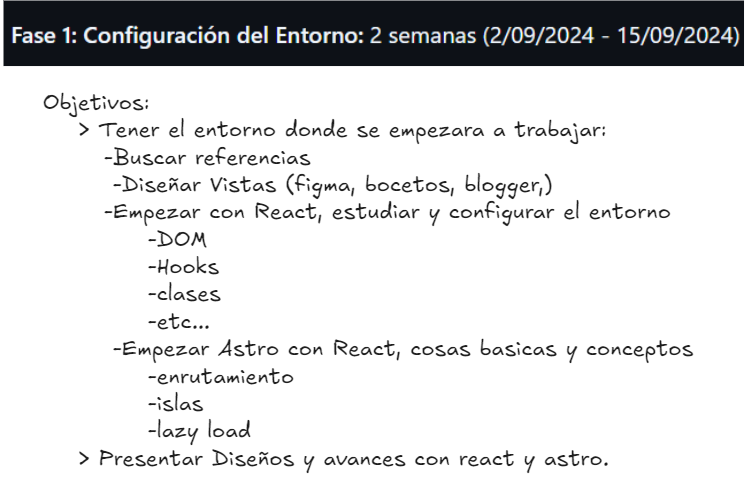 Fase 1: Configuración del Entorno: 2 semanas (2/09/2024 - 15/09/2024)
Objetivos:
> Tener el entorno donde se empezara a trabajar:
-Buscar referencias
-Diseñar Vistas (figma, bocetos, blogger,)
-Empezar con React, estudiar y configurar el entorno
-DOM
-Hooks
-clases
-etc...
-Empezar Astro con React, cosas basicas y conceptos
-enrutamiento
-islas
-lazy load
> Presentar Diseños y avances con react y astro.